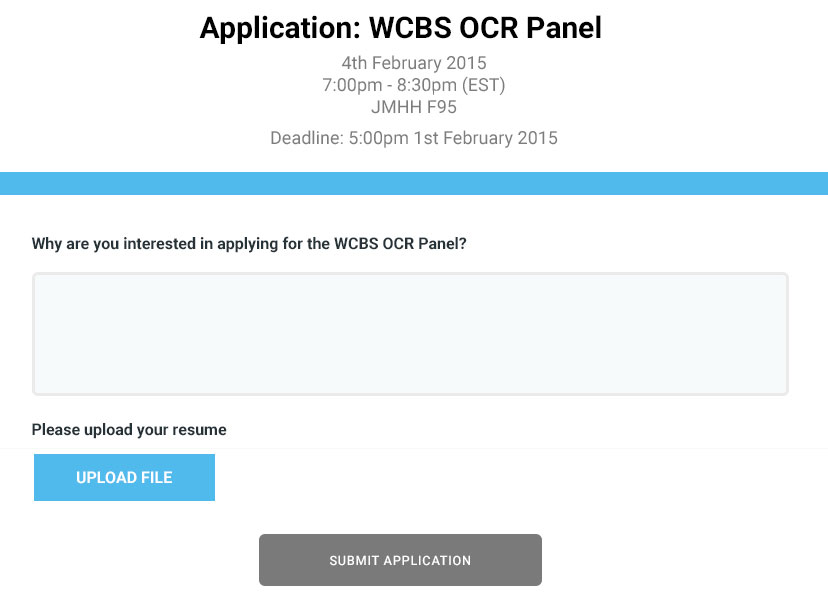 Application: WCBS OCR Panel
4th February 2015
7:00pm - 8:30pm (EST)
JMHH F95
Deadline: 5:00pm 1st February 2015
Why are you interested in applying for the WCBS OCR Panel?
Please upload your resume
UPLOAD FILE
SUBMIT APPLICATION